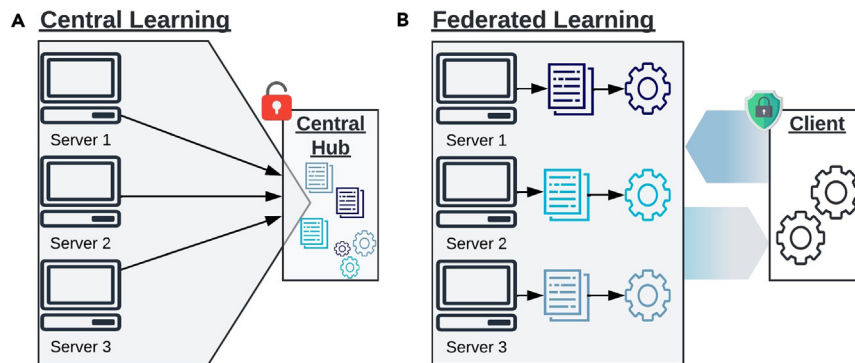 A
Central Learning
Server 1
Server 2
Server 3
Central
Hub
B
Federated Learning
Server 1
Server 2
Server 3
Client